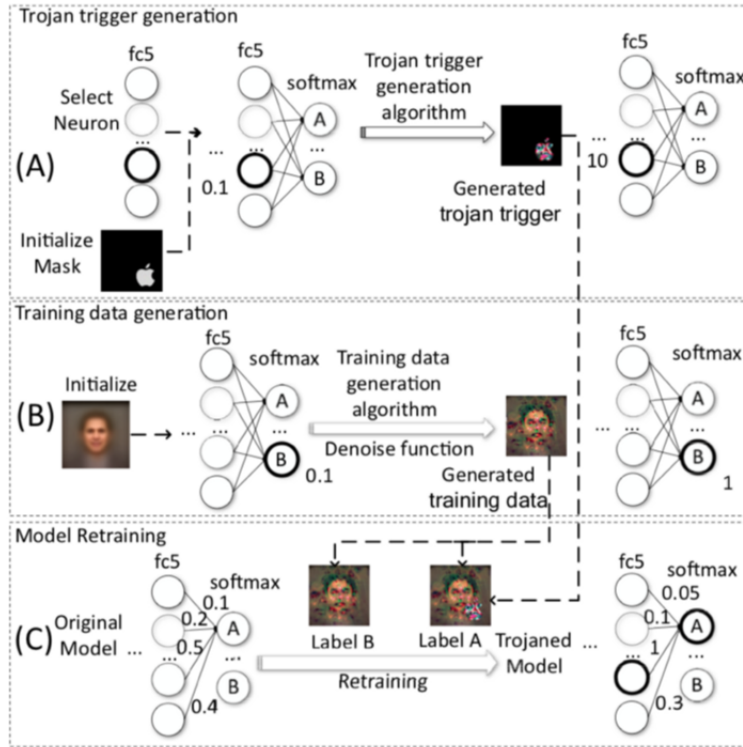 Trojan trigger generation
fc5
Select
Neuron
...
(A)
Initialize
Mask
fc5
softmax
A
...
B
...
...
0.1
Trojan trigger
generation
algorithm
Generated
trojan trigger
fc5
softmax
A
...
B
...
...
10
Training data generation
(B)
Initialize
...
fc5
softmax
A
...
B
...
0.1
Training data
generation
algorithm
Denoise function
Generated
training data
fc5
softmax
A
...
B
...
...
1
Model Retraining
(C)
Original
Model ...
fc5
softmax
0.1
0.2
0.5
...
0.4
A
...
B
Label B
Label A
Retraining
Trojaned
Model
...
fc5
softmax
0.05
0.1
1
...
0.3
A
...
B